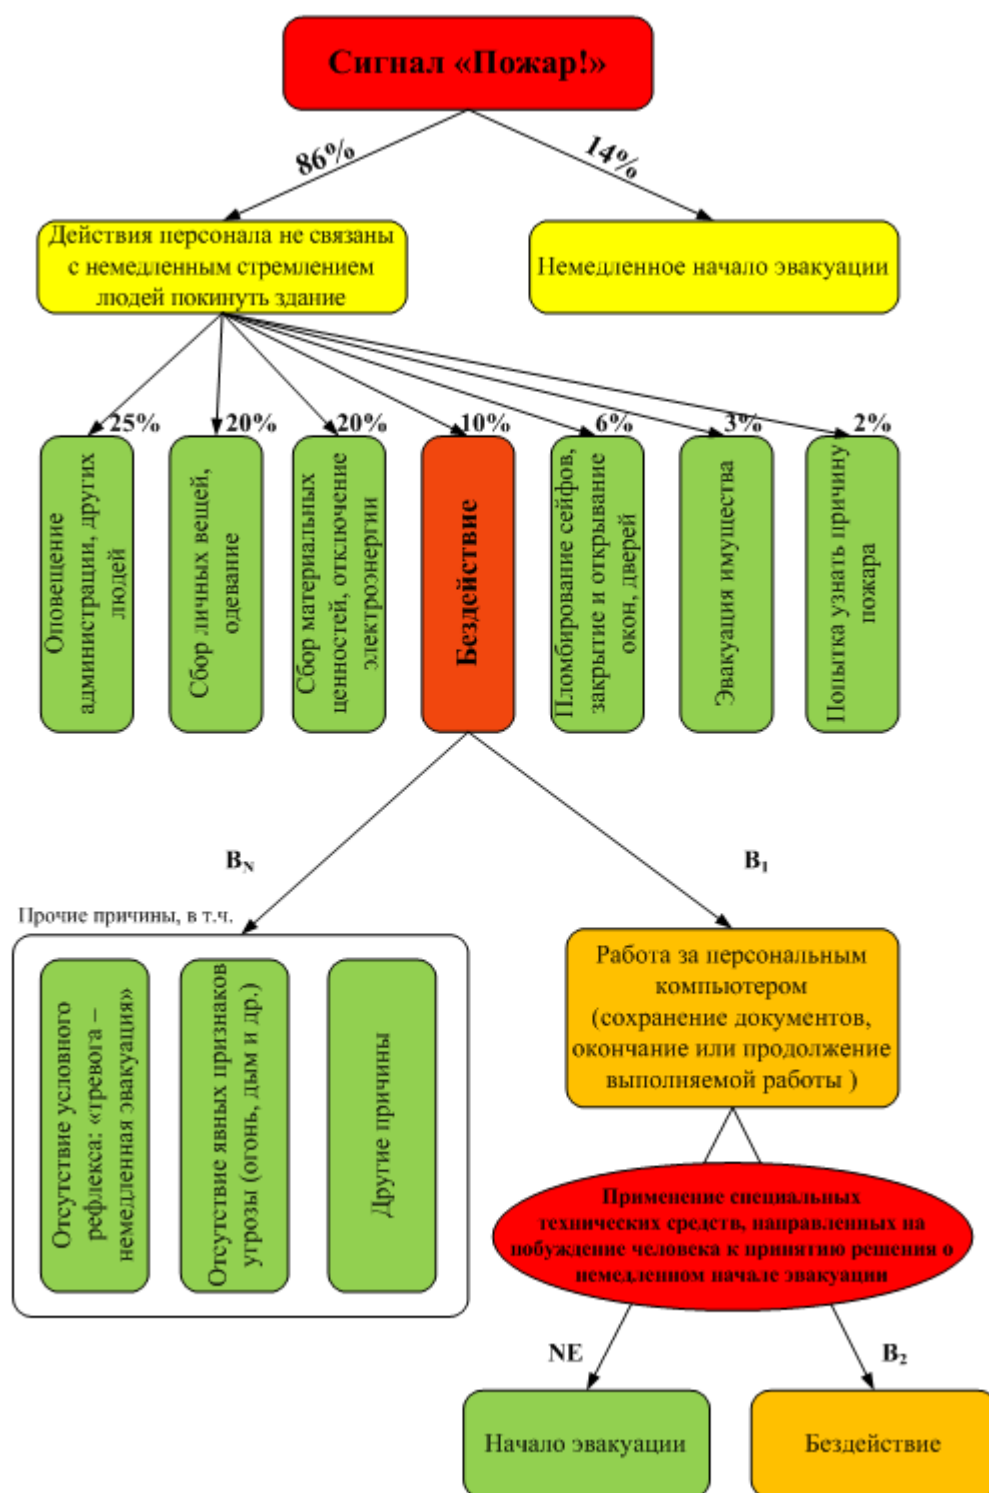 Сигнал «Пожар!»
86%
14%
Действия персонала не связаны
с немедленным стремлением
людей покинуть здание
Немедленное начало эвакуации
25%
20%
20%
10%
6%
3%
2%
Оповещение
администрации, других
людей
Сбор личных вещей,
одевание
Сбор материальных
ценностей, отключение
электроэнергии
Бездействие
Пломбирование сейфов,
закрытие и открывание
окон, дверей
Эвакуация имущества
Попытка узнать причину
пожара
B_N
B_1
Прочие причины, в т.ч.
Отсутствие условного
рефлекса: «тревога –
немедленная эвакуация»
Отсутствие явных признаков
угрозы (огонь, дым и др.)
Другие причины
Работа за персональным
компьютером
(сохранение документов,
окончание или продолжение
выполняемой работы )
Применение специальных
технических средств, направленных на
побуждение человека к принятию решения о
немедленном начале эвакуации
NE
B_2
Начало эвакуации
Бездействие